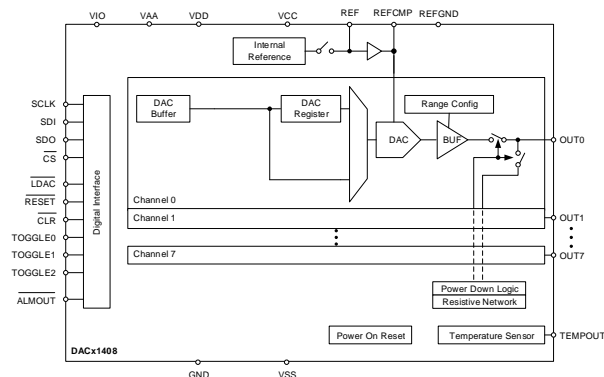 VIO VAA VDD VCC REF REFCMP REFGND
Internal
Reference
SCLK
SDI
SDO
CS
LDAC
RESET
CLR
TOGGLE0
TOGGLE1
TOGGLE2
ALMOUT
Digital Interface
DAC
Buffer
DAC
Register
DAC
Range Config
BUF
OUT0
Channel 0
Channel 1
OUT1
Channel 7
OUT7
Power Down Logic
Resistive Network
Power On Reset
Temperature Sensor
TEMPOUT
DACx1408
GND VSS